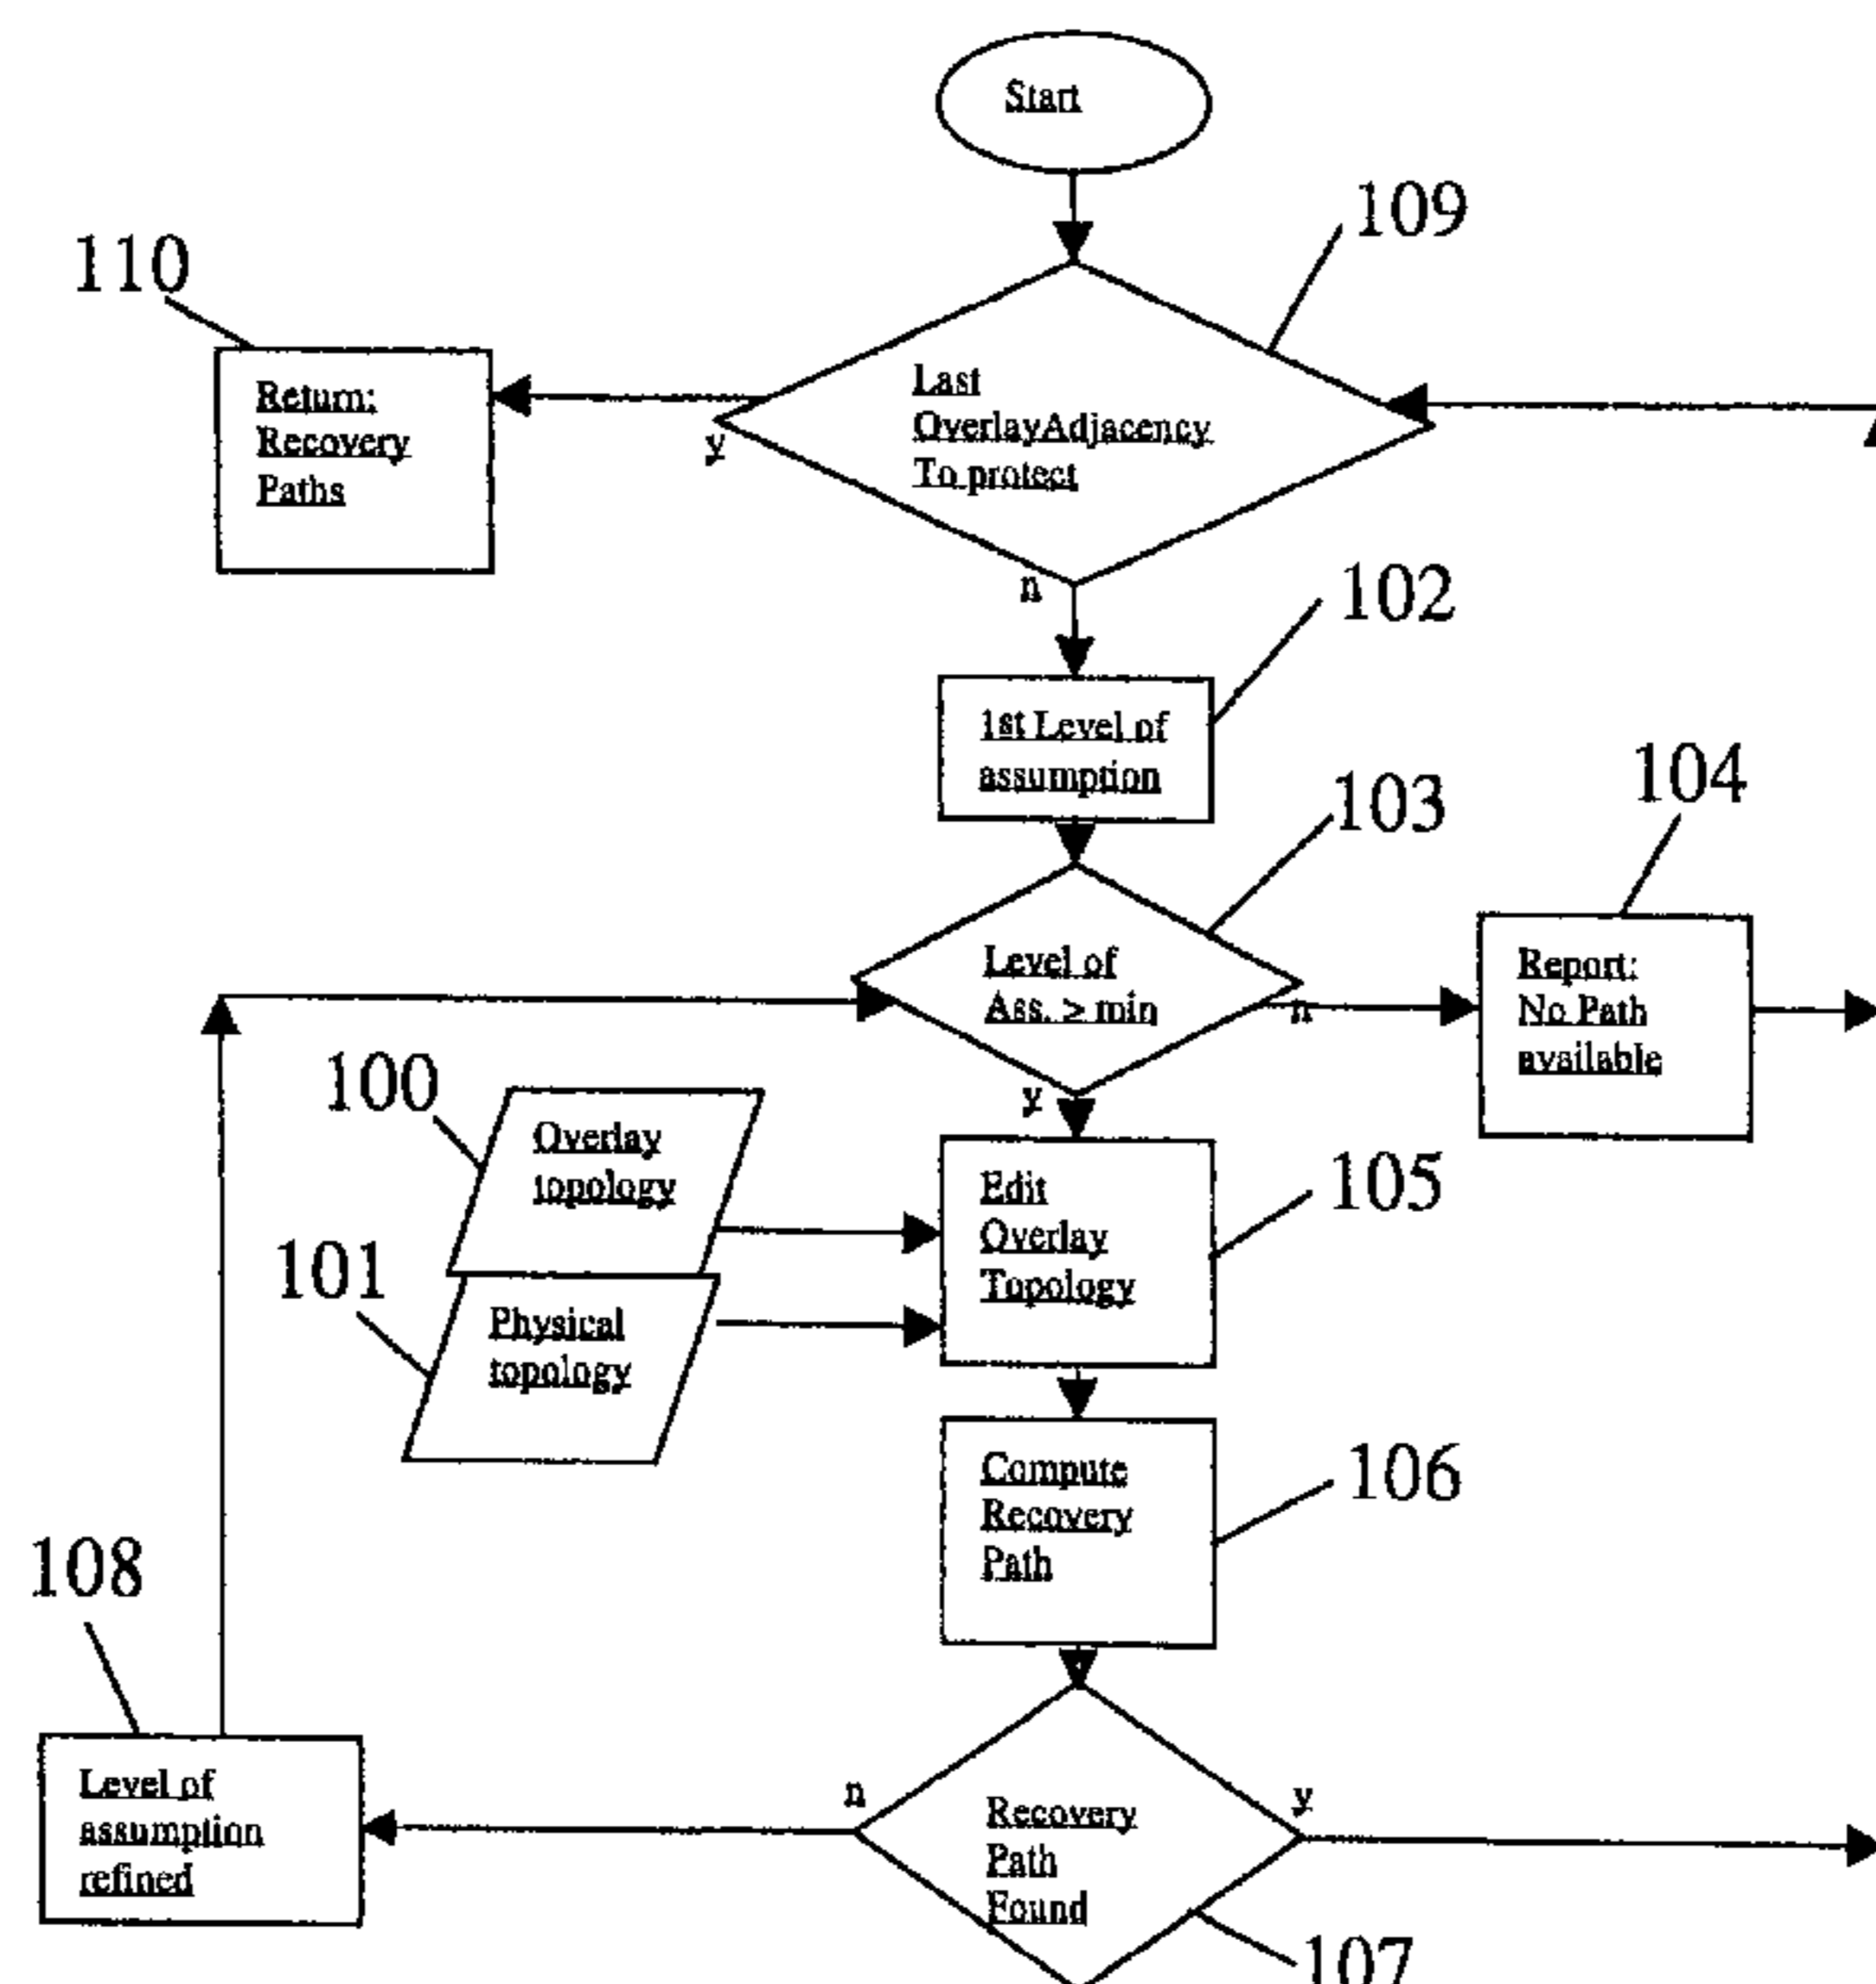 Start
109
110
Return:
Recovery
Paths
Last
OverlayAdjacency
To protect
y
n
102
1st Level of
assumption
103
104
Level of
Ass. > min
n
Report:
No Path
available
y
100
Overlay
topology
105
Edit
Overlay
Topology
101
Physical
topology
106
Compute
Recovery
Path
108
Level of
assumption
refined
n
y
Recovery
Path
Found
107